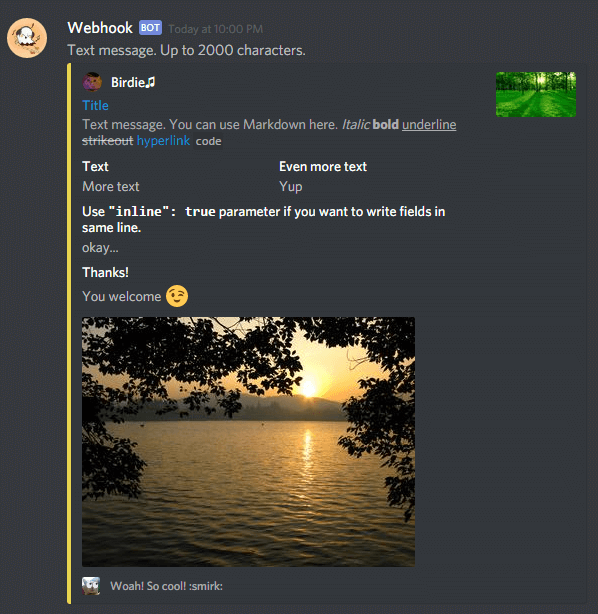 Webhook BOT Today at 10:00 PM
Text message. Up to 2000 characters.
Birdie♫
Title
Text message. You can use Markdown here. Italic bold underline
strikeout hyperlink code
Text Even more text
More text Yup
Use "inline": true parameter if you want to write fields in
same line.
okay...
Thanks!
You welcome 😉
Woah! So cool! :smirk: